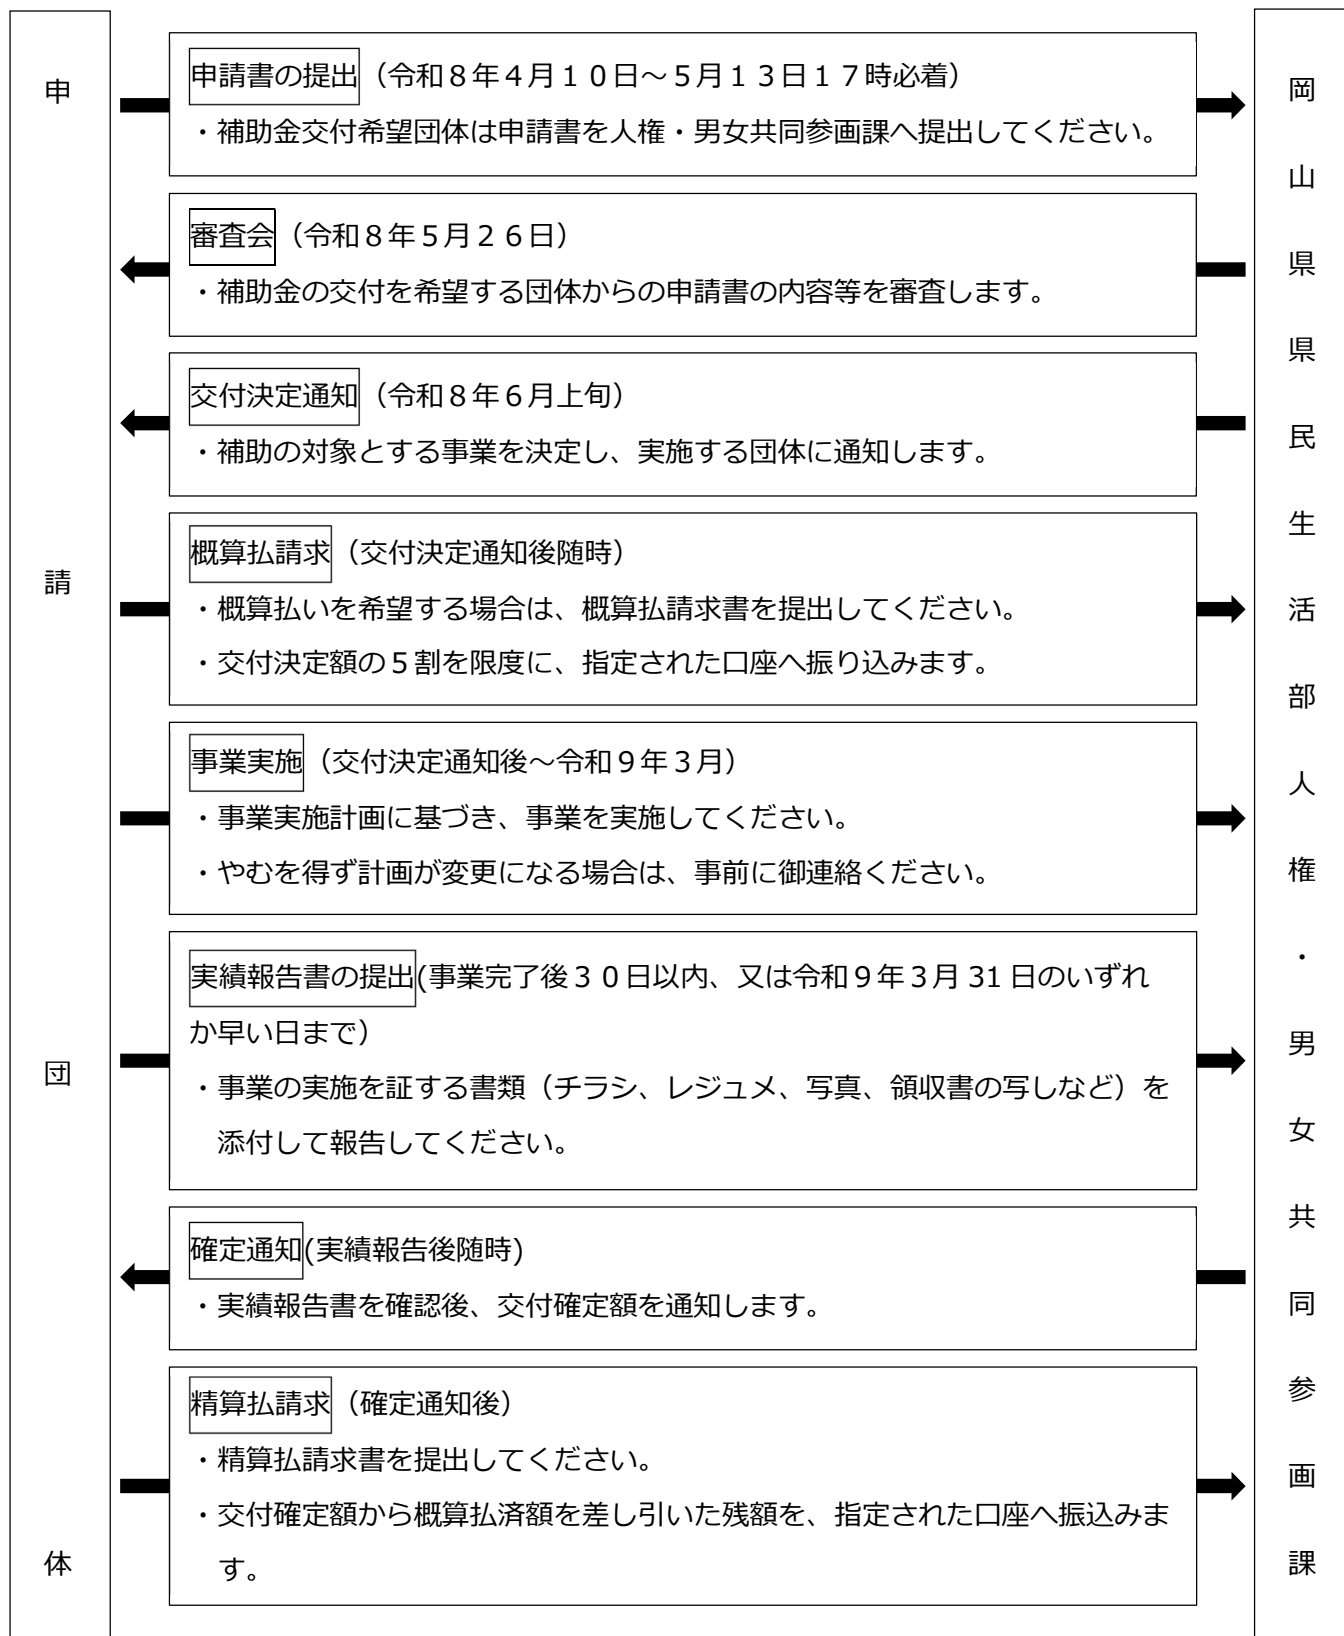 申請団体
申請書の提出（令和８年４月１０日～５月１３日１７時必着）
・補助金交付希望団体は申請書を人権・男女共同参画課へ提出してください。
審査会（令和８年５月２６日）
・補助金の交付を希望する団体からの申請書の内容等を審査します。
交付決定通知（令和８年６月上旬）
・補助の対象とする事業を決定し、実施する団体に通知します。
概算払請求（交付決定通知後随時）
・概算払いを希望する場合は、概算払請求書を提出してください。
・交付決定額の５割を限度に、指定された口座へ振り込みます。
事業実施（交付決定通知後～令和９年３月）
・事業実施計画に基づき、事業を実施してください。
・やむを得ず計画が変更になる場合は、事前に御連絡ください。
実績報告書の提出(事業完了後３０日以内、又は令和９年３月 31 日のいずれ
か早い日まで）
・事業の実施を証する書類（チラシ、レジュメ、写真、領収書の写しなど）を
添付して報告してください。
確定通知(実績報告後随時)
・実績報告書を確認後、交付確定額を通知します。
精算払請求（確定通知後）
・精算払請求書を提出してください。
・交付確定額から概算払済額を差し引いた残額を、指定された口座へ振込みま
す。
岡山県県民生活部人権・男女共同参画課